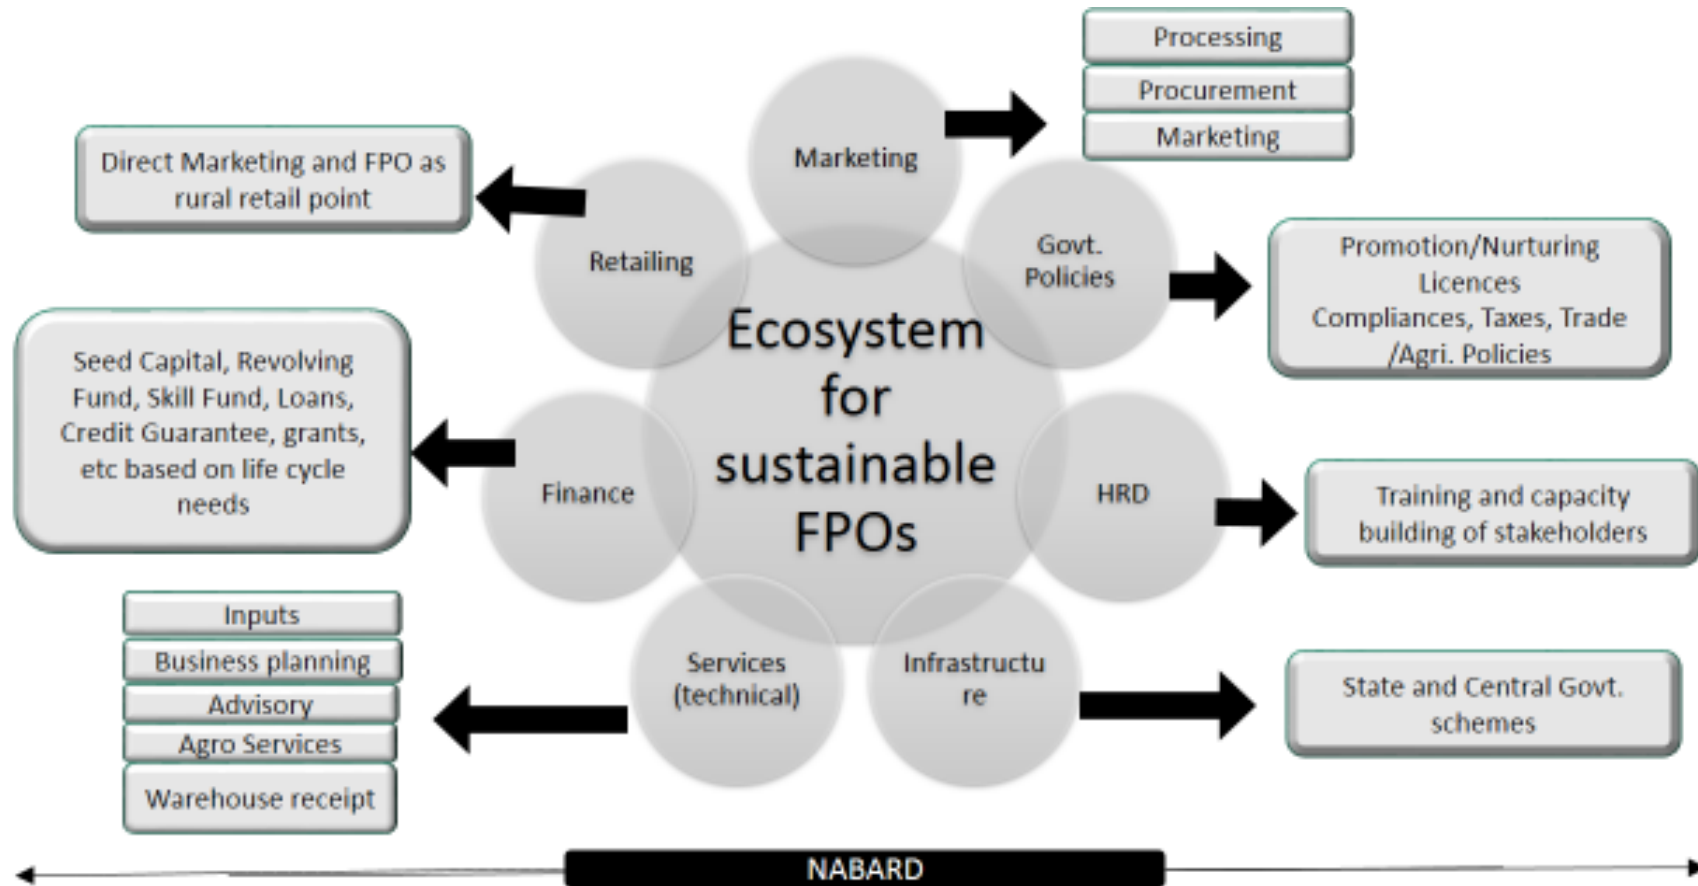 Processing
Procurement
Marketing
Marketing
Direct Marketing and FPO as
rural retail point
Retailing
Govt.
Policies
Promotion/Nurturing
Licences
Compliances, Taxes, Trade
/Agri. Policies
Ecosystem
for
sustainable
FPOs
Seed Capital, Revolving
Fund, Skill Fund, Loans,
Credit Guarantee, grants,
etc based on life cycle
needs
Finance
HRD
Training and capacity
building of stakeholders
Inputs
Business planning
Advisory
Agro Services
Warehouse receipt
Services
(technical)
Infrastructu
re
State and Central Govt.
schemes
NABARD